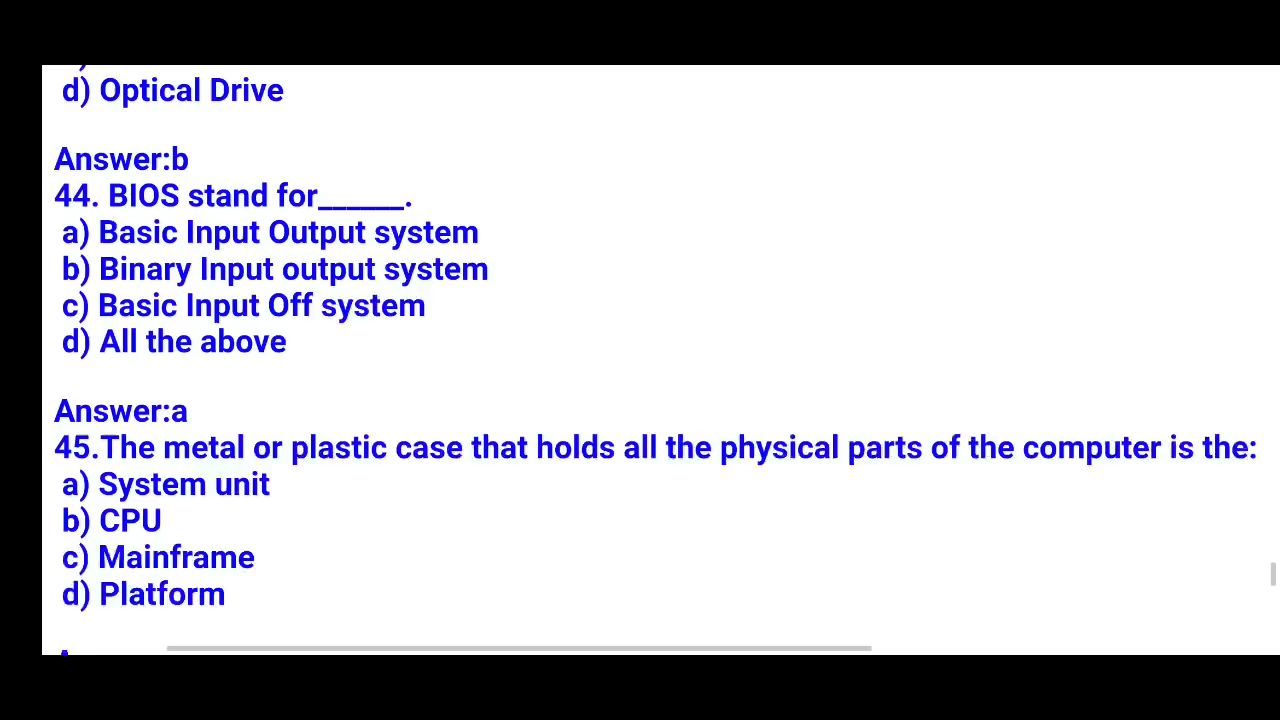 d) Optical Drive
Answer:b
44. BIOS stand for______.
a) Basic Input Output system
b) Binary Input output system
c) Basic Input Off system
d) All the above
Answer:a
45.The metal or plastic case that holds all the physical parts of the computer is the:
a) System unit
b) CPU
c) Mainframe
d) Platform